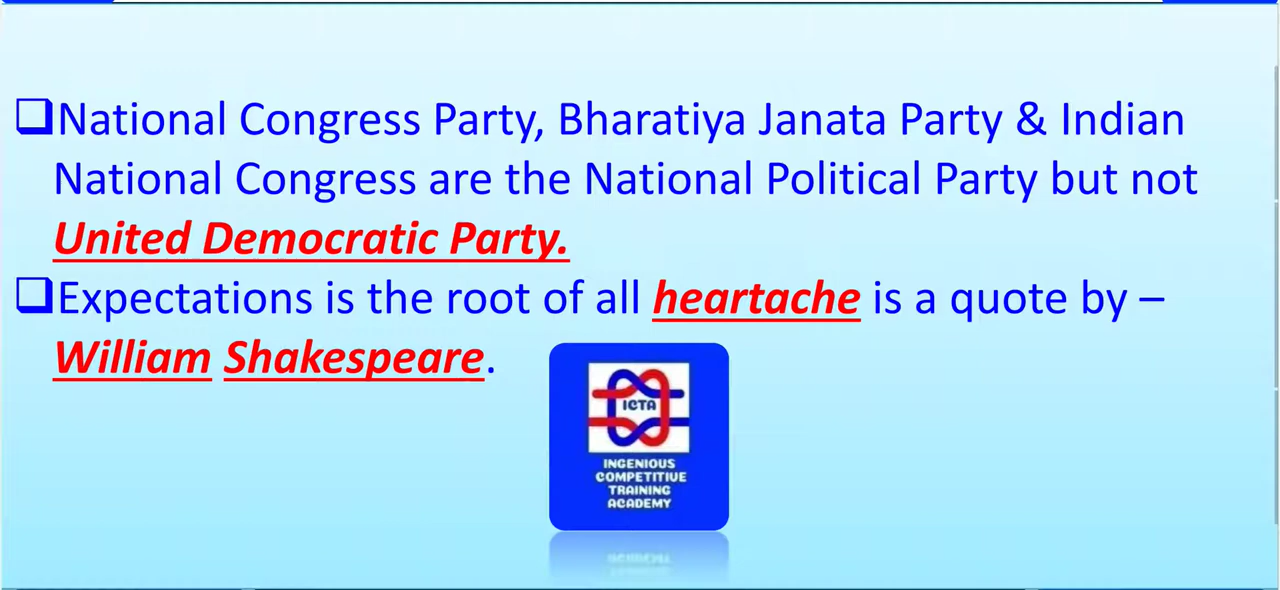 ❑National Congress Party, Bharatiya Janata Party & Indian
National Congress are the National Political Party but not
United Democratic Party.
❑Expectations is the root of all heartache is a quote by –
William Shakespeare.
ICTA
INGENIOUS
COMPETITIVE
TRAINING
ACADEMY